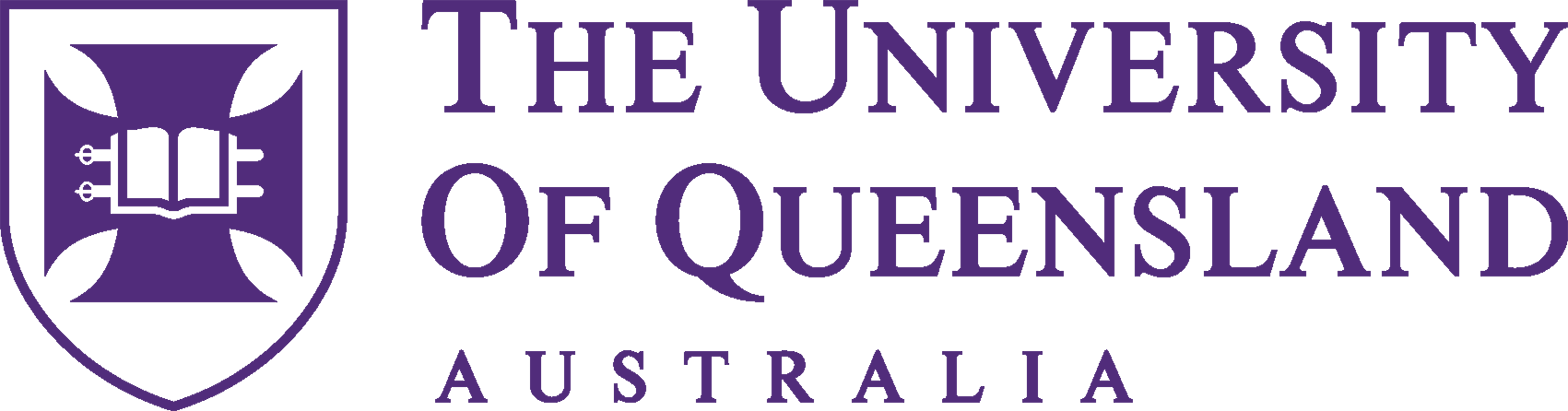 THE UNIVERSITY
OF QUEENSLAND
AUSTRALIA